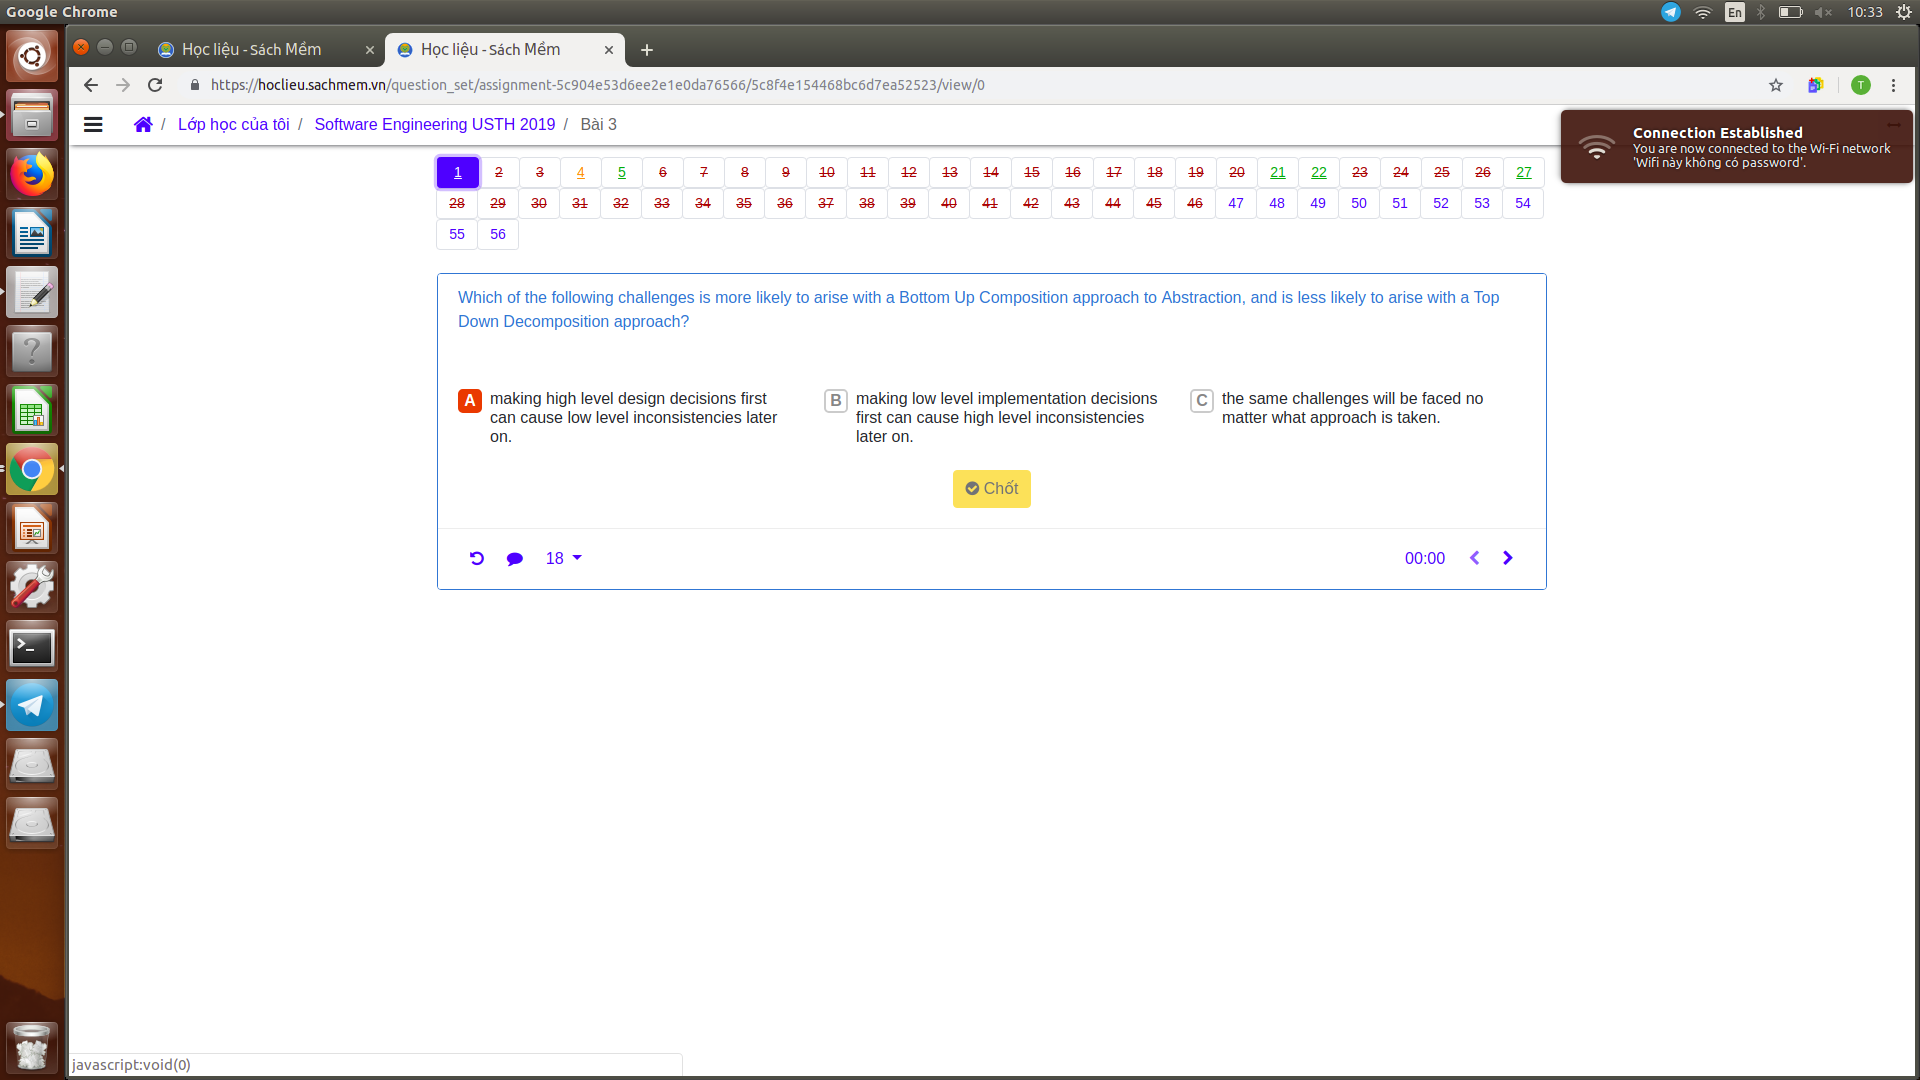 Google Chrome
En
10:33
Học liệu - Sách Mềm
Học liệu - Sách Mềm
https://hoclieu.sachmem.vn/question_set/assignment-5c904e53d6ee2e1e0da76566/5c8f4e154468bc6d7ea52523/view/0
T
/ Lớp học của tôi / Software Engineering USTH 2019 / Bài 3
Connection Established
You are now connected to the Wi-Fi network
'Wifi này không có password'.
1 2 3 4 5 6 7 8 9 10 11 12 13 14 15 16 17 18 19 20 21 22 23 24 25 26 27
28 29 30 31 32 33 34 35 36 37 38 39 40 41 42 43 44 45 46 47 48 49 50 51 52 53 54
55 56
Which of the following challenges is more likely to arise with a Bottom Up Composition approach to Abstraction, and is less likely to arise with a Top
Down Decomposition approach?
A making high level design decisions first
can cause low level inconsistencies later
on.
B making low level implementation decisions
first can cause high level inconsistencies
later on.
C the same challenges will be faced no
matter what approach is taken.
Chốt
18
00:00
javascript:void(0)